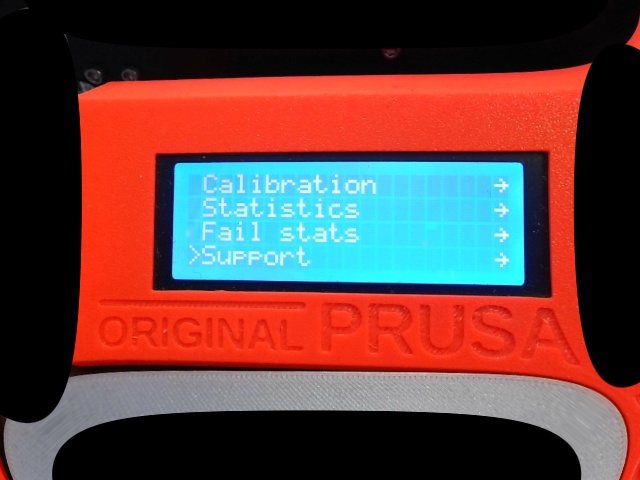 Calibration →
Statistics →
Fail stats →
>Support →
ORIGINAL PRUSA